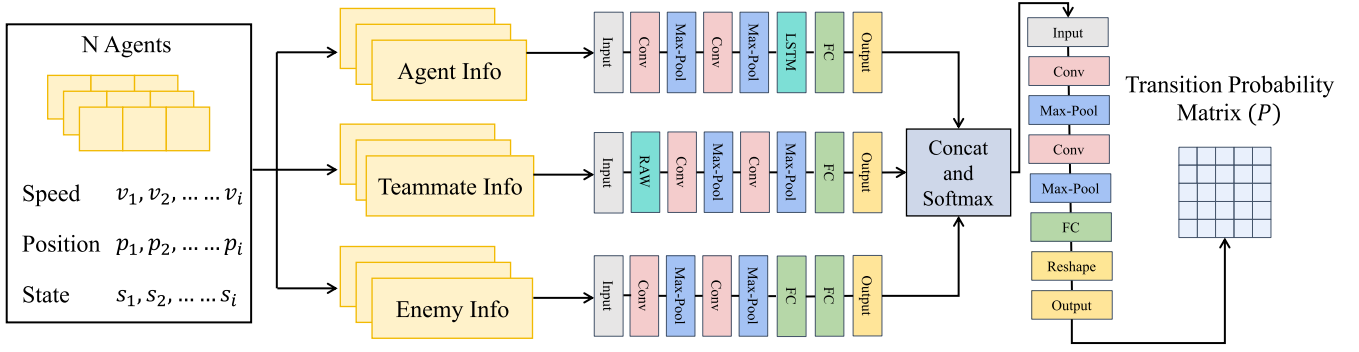 N Agents
Speed v₁, v₂, … … vᵢ
Position p₁, p₂, … … pᵢ
State s₁, s₂, … … sᵢ
Agent Info
Input
Conv
Max-Pool
Conv
Max-Pool
LSTM
FC
Output
Teammate Info
Input
RAW
Conv
Max-Pool
Conv
Max-Pool
FC
Output
Enemy Info
Input
Conv
Max-Pool
Conv
Max-Pool
FC
FC
Output
Concat
and
Softmax
Input
Conv
Max-Pool
Conv
Max-Pool
FC
Reshape
Output
Transition Probability
Matrix (P)